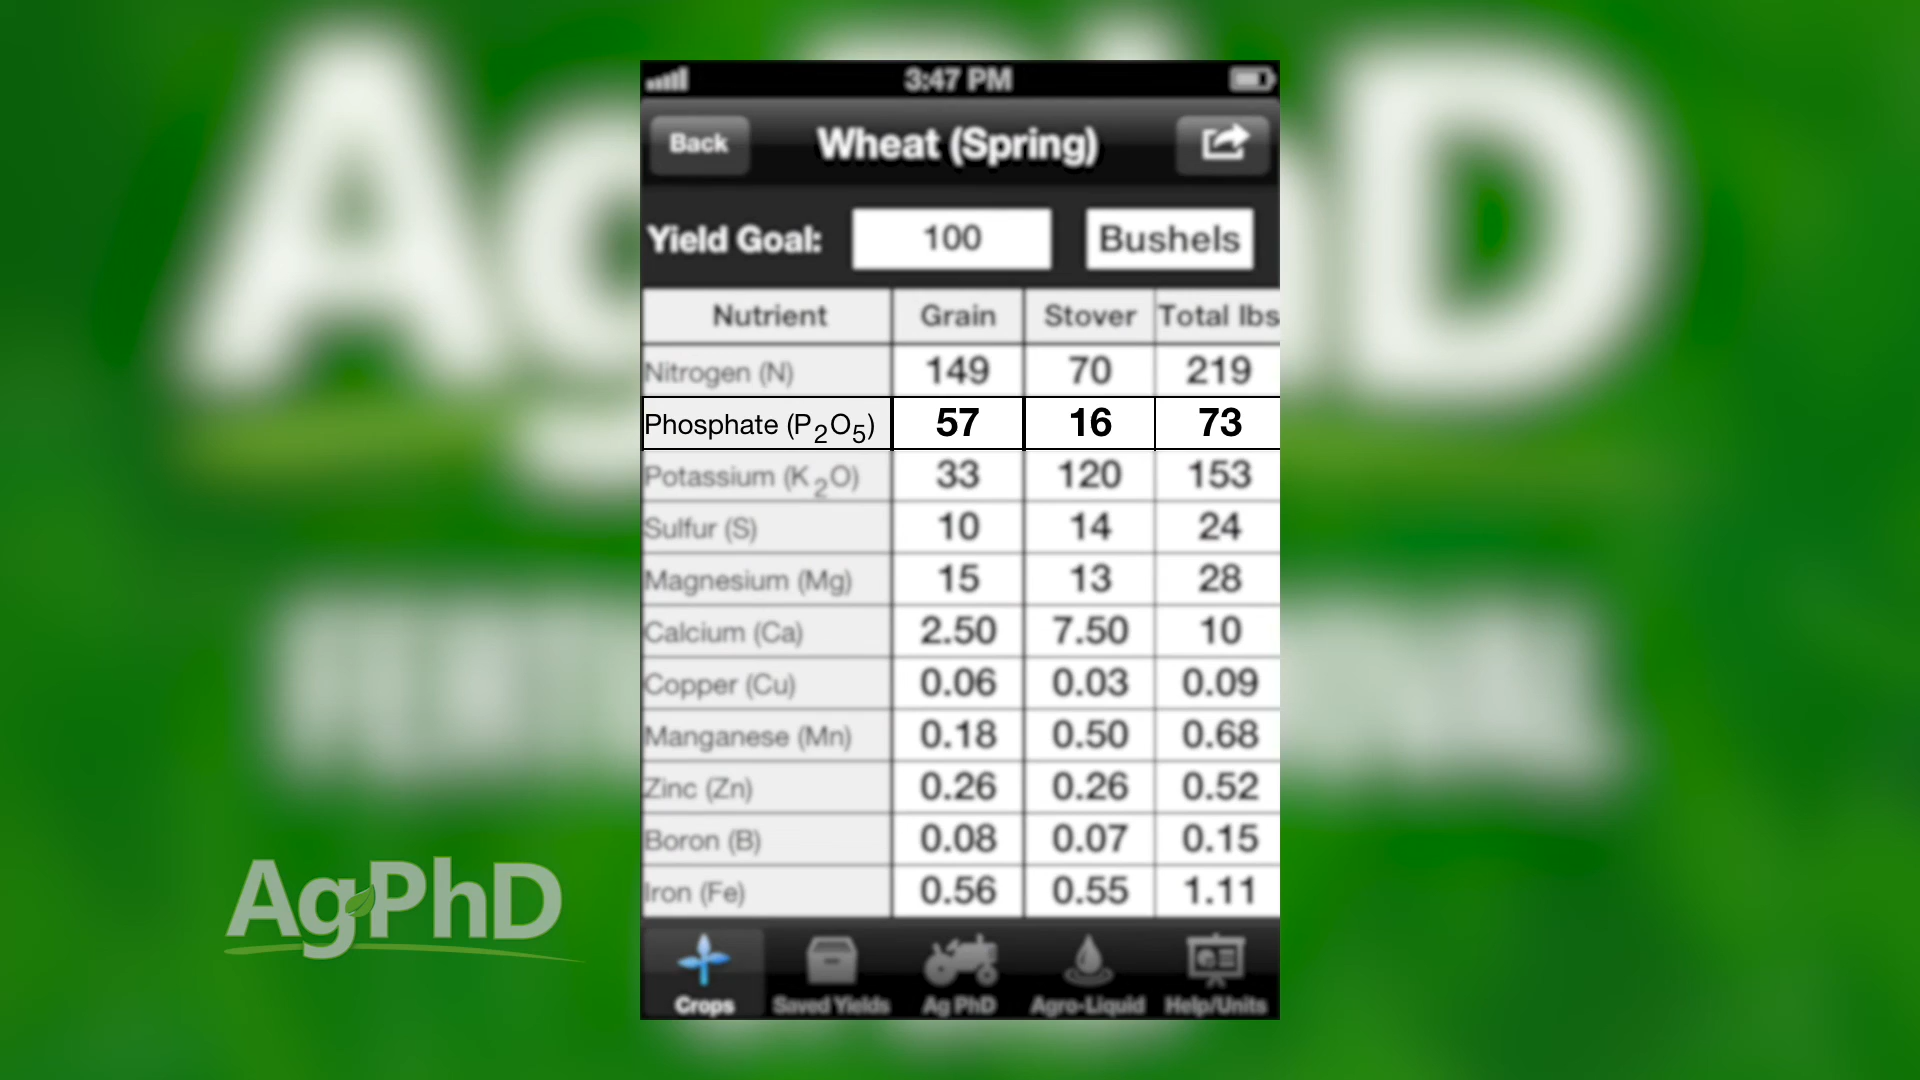 3:47 PM
Back Wheat (Spring)
Yield Goal: 100 Bushels
Nutrient Grain Stover Total lbs
Nitrogen (N) 149 70 219
Phosphate (P2O5) 57 16 73
Potassium (K2O) 33 120 153
Sulfur (S) 10 14 24
Magnesium (Mg) 15 13 28
Calcium (Ca) 2.50 7.50 10
Copper (Cu) 0.06 0.03 0.09
Manganese (Mn) 0.18 0.50 0.68
Zinc (Zn) 0.26 0.26 0.52
Boron (B) 0.08 0.07 0.15
Iron (Fe) 0.56 0.55 1.11
Crops Saved Yields Ag PhD Agro-Liquid Help/Units
AgPhD